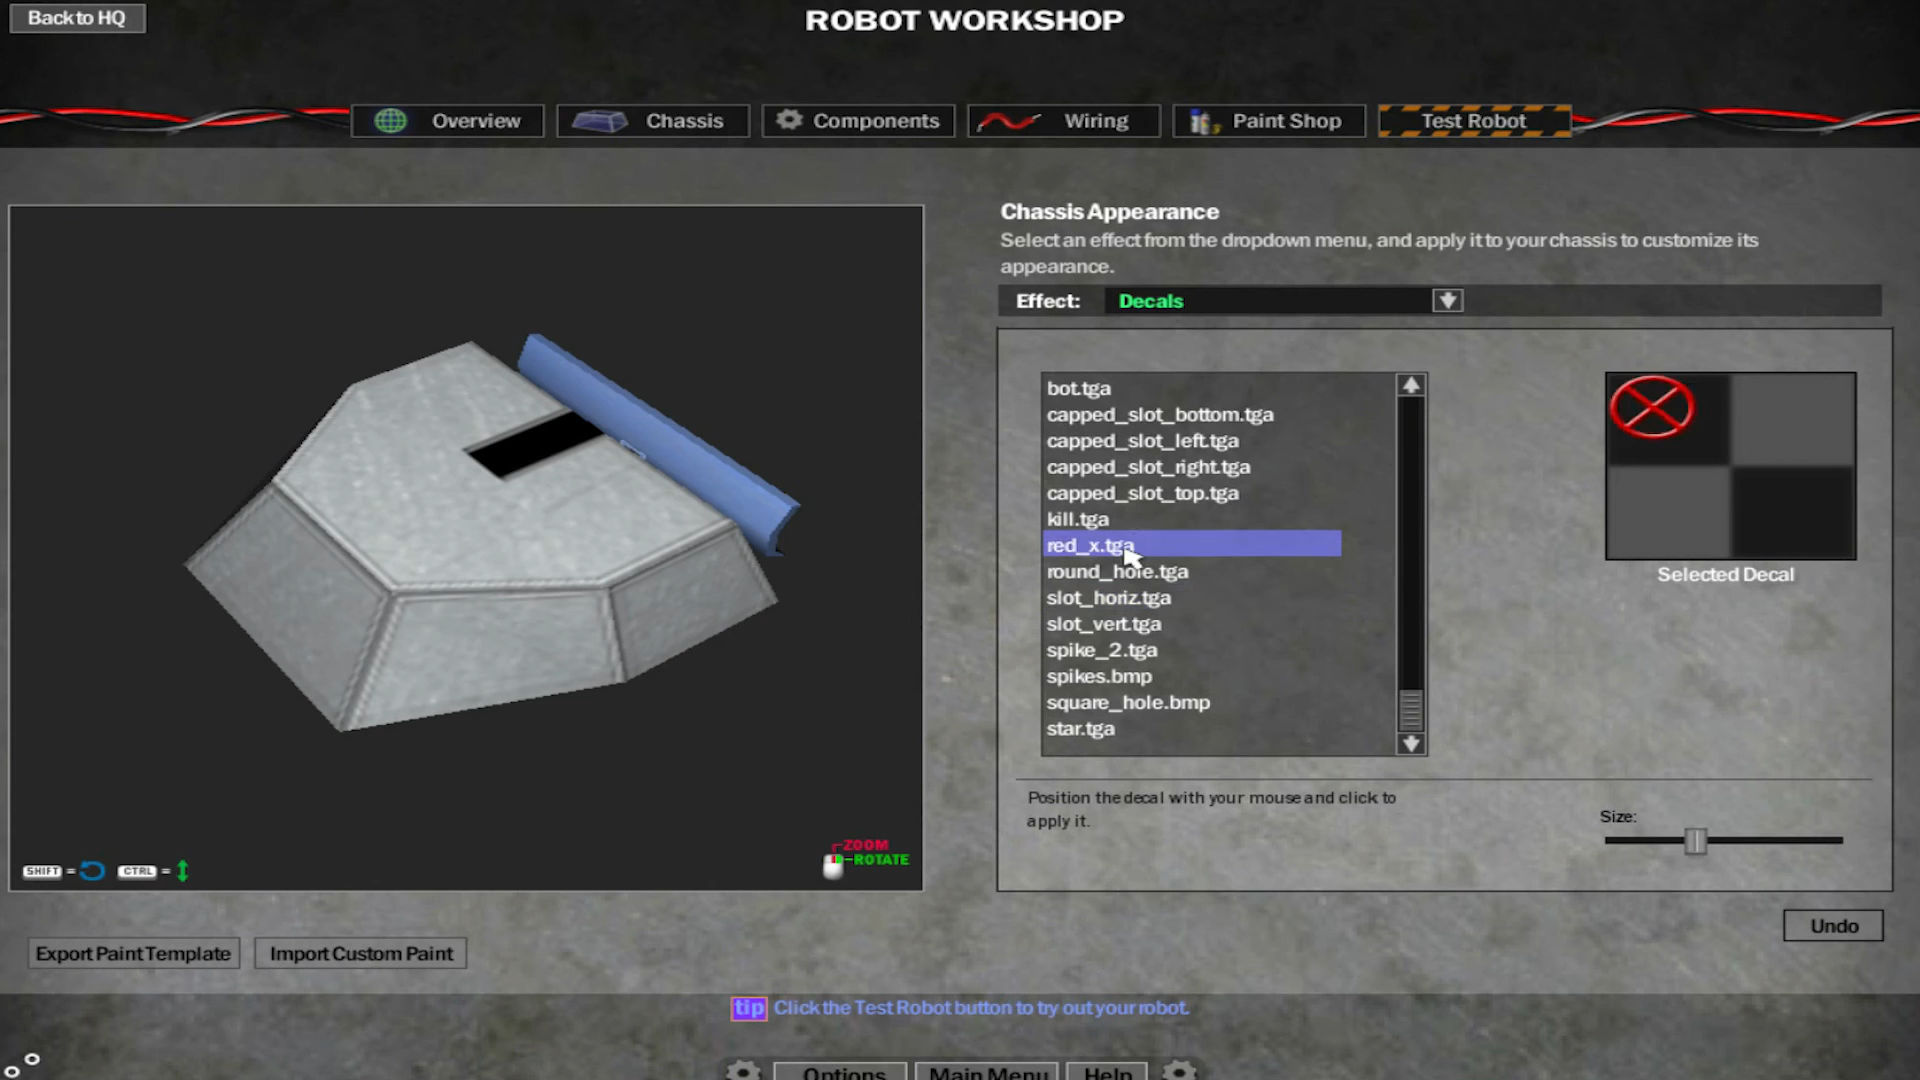 Back to HQ
ROBOT WORKSHOP
Overview
Chassis
Components
Wiring
Paint Shop
Test Robot
Chassis Appearance
Select an effect from the dropdown menu, and apply it to your chassis to customize its
appearance.
Effect: Decals
bot.tga
capped_slot_bottom.tga
capped_slot_left.tga
capped_slot_right.tga
capped_slot_top.tga
kill.tga
red_x.tga
round_hole.tga
slot_horiz.tga
slot_vert.tga
spike_2.tga
spikes.bmp
square_hole.bmp
star.tga
Selected Decal
Position the decal with your mouse and click to
apply it.
Size:
SHIFT = CTRL =
ZOOM
ROTATE
Undo
Export Paint Template
Import Custom Paint
tip Click the Test Robot button to try out your robot.
Options
Main Menu
Help